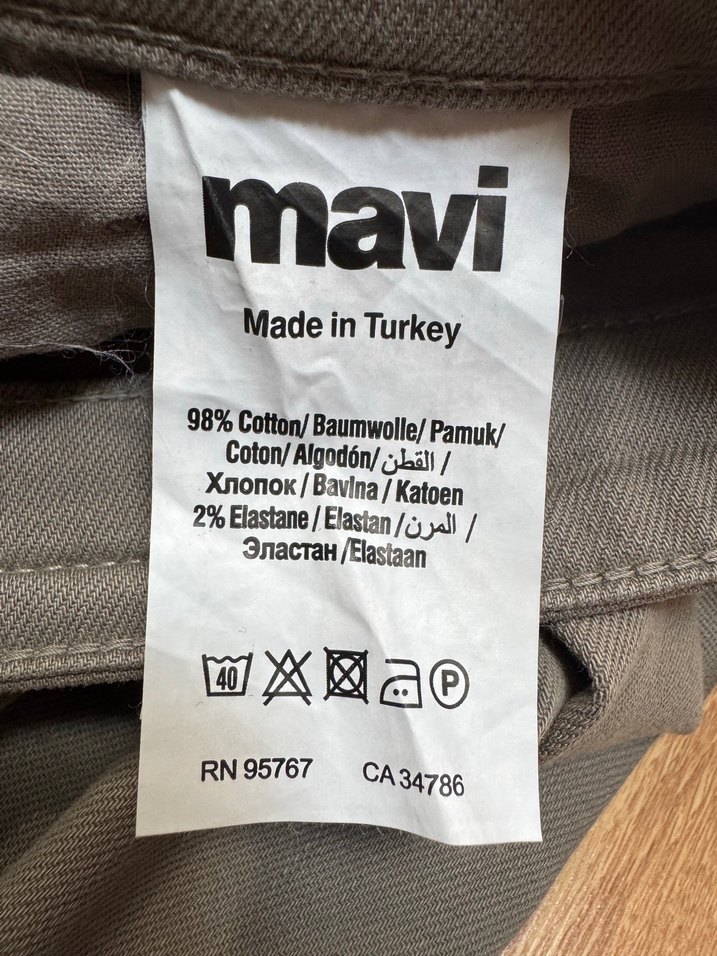 mavi
Made in Turkey
98% Cotton/ Baumwolle/ Pamuk/
Coton/ Algodón/ القطن /
Хлопок / Bavlna / Katoen
2% Elastane / Elastan / المرن /
Эластан /Elastaan
40 P
RN 95767 CA 34786